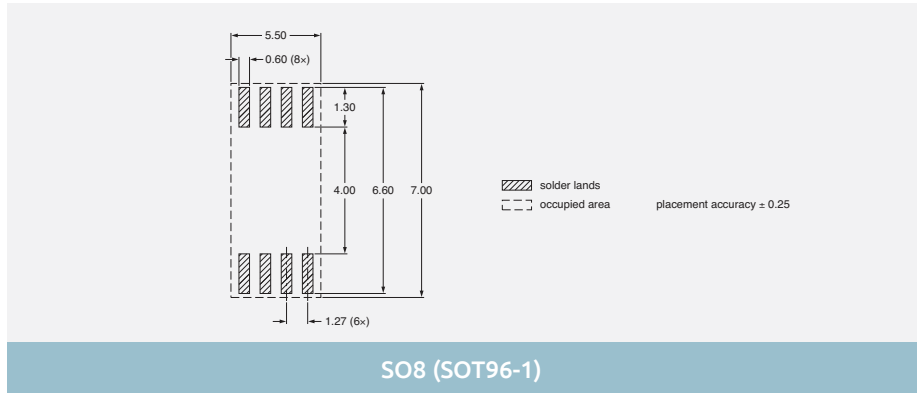 5.50
0.60 (8×)
1.30
4.00 6.60 7.00
solder lands
occupied area placement accuracy ± 0.25
1.27 (6×)
SO8 (SOT96-1)